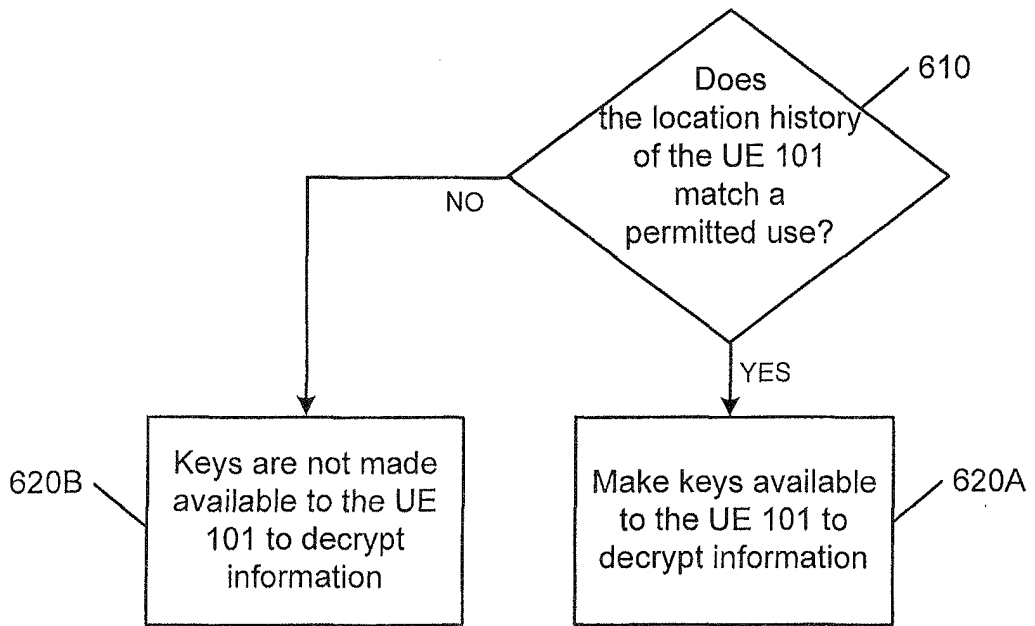 Does
the location history
of the UE 101
match a
permitted use?
610
NO
YES
Keys are not made
available to the UE
101 to decrypt
information
620B
Make keys available
to the UE 101 to
decrypt information
620A